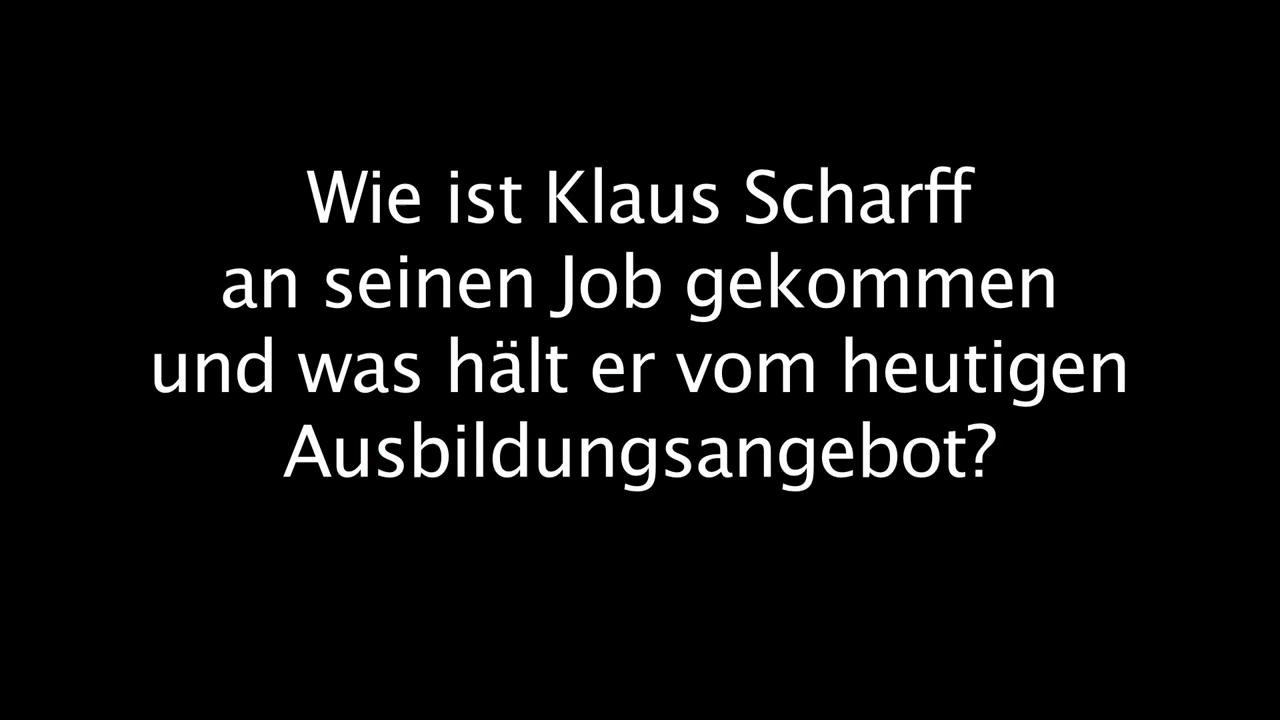 Wie ist Klaus Scharff
an seinen Job gekommen
und was hält er vom heutigen
Ausbildungsangebot?